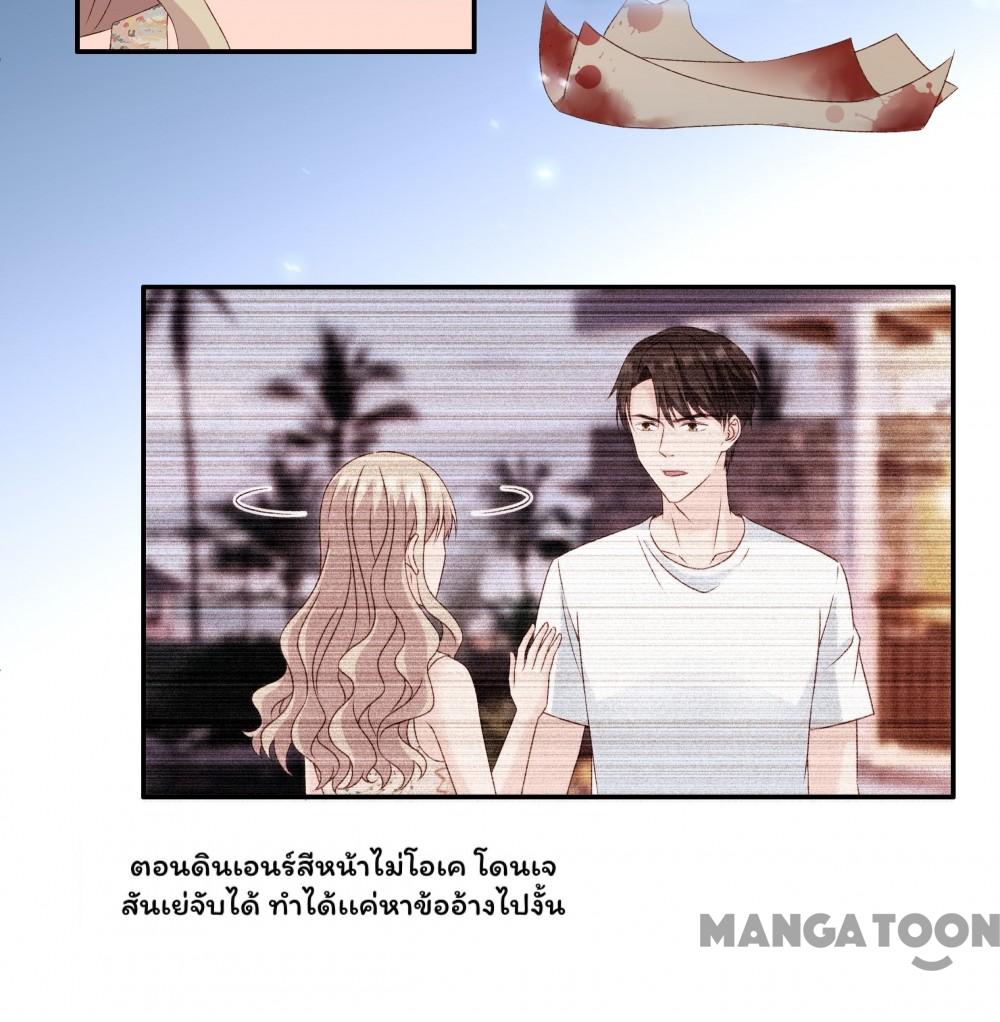 ตอนดินเนอร์สีหน้าไม่โอเค โดนเจ
สันเย่จับได้ ทำได้แค่หาข้ออ้างไปงั้น
MANGATOON